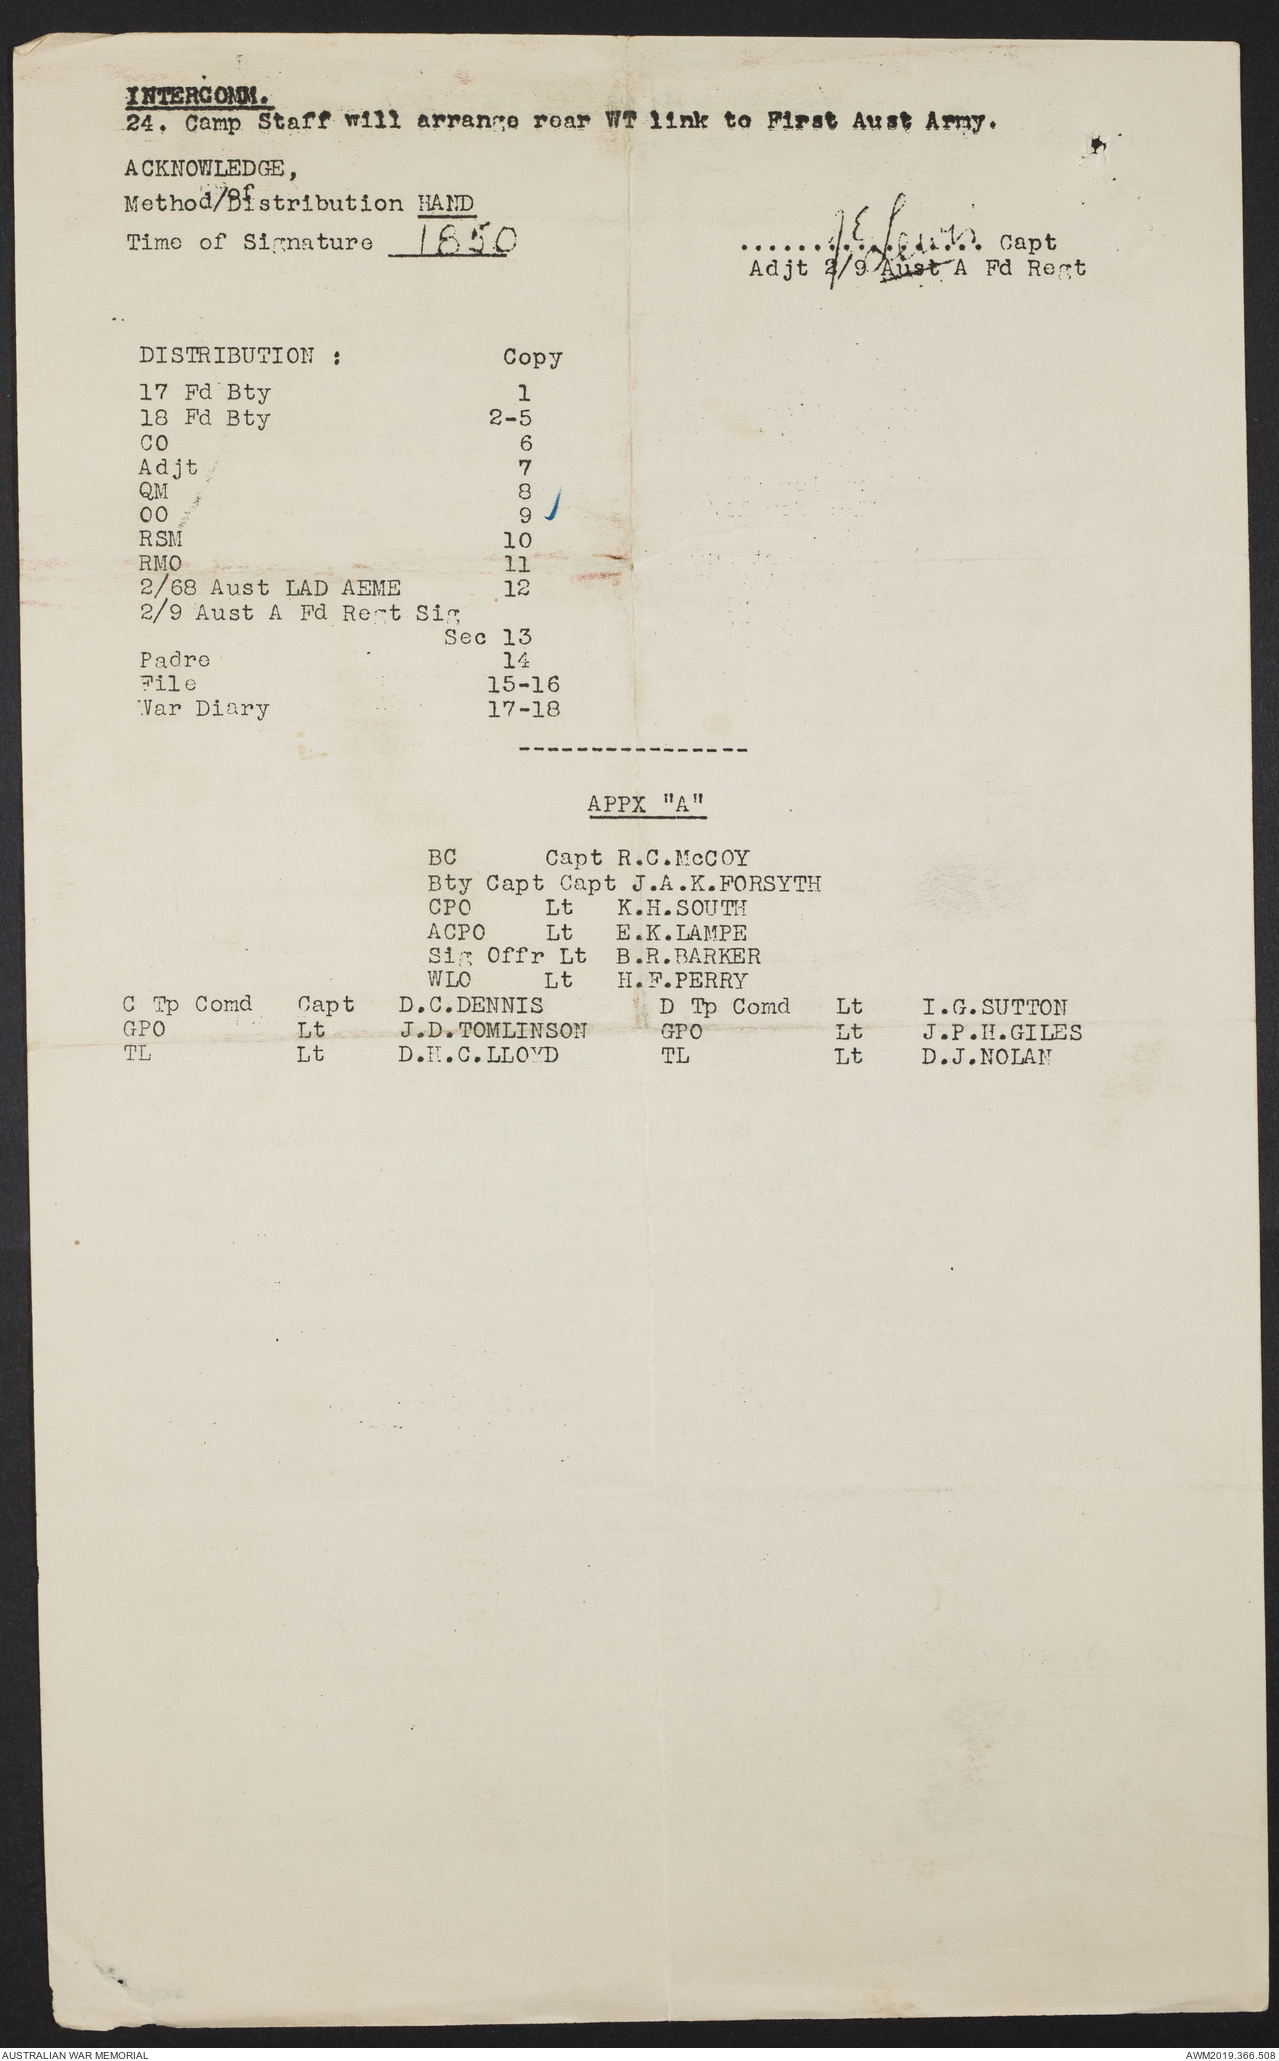 INTERCOMM.
24. Camp Staff will arrange rear WT link to First Aust Army.
ACKNOWLEDGE,
Method/of Distribution HAND
Time of Signature 1850
.................. Capt
Adjt 2/9 Aust A Fd Regt
DISTRIBUTION : Copy
17 Fd Bty 1
18 Fd Bty 2-5
CO 6
Adjt 7
QM 8
OO 9
RSM 10
RMO 11
2/68 Aust LAD AEME 12
2/9 Aust A Fd Regt Sig
Sec 13
Padre 14
File 15-16
War Diary 17-18
----------------
APPX "A"
BC Capt R.C.McCOY
Bty Capt Capt J.A.K.FORSYTH
CPO Lt K.H.SOUTH
ACPO Lt E.K.LAMPE
Sig Offr Lt B.R.BARKER
WLO Lt H.F.PERRY
C Tp Comd Capt D.C.DENNIS D Tp Comd Lt I.G.SUTTON
GPO Lt J.D.TOMLINSON GPO Lt J.P.H.GILES
TL Lt D.H.C.LLOYD TL Lt D.J.NOLAN
AUSTRALIAN WAR MEMORIAL AWM2019.366.508